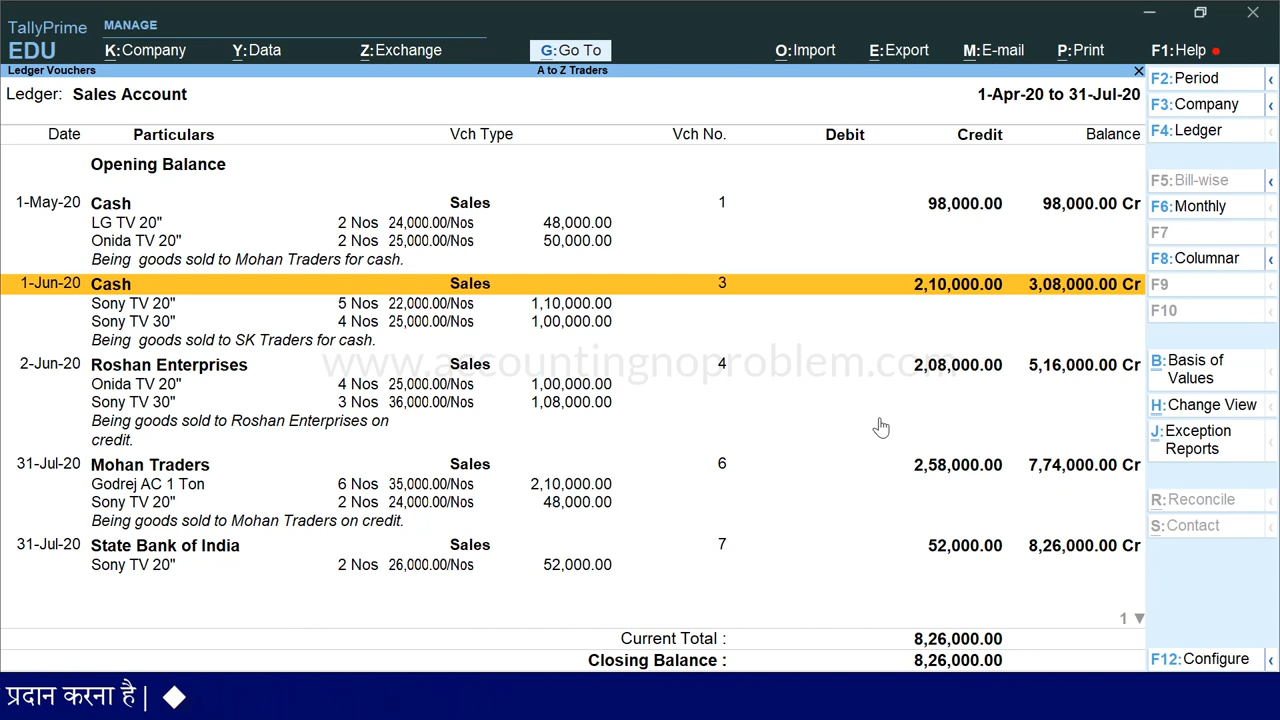 TallyPrime MANAGE
EDU K:Company Y:Data Z:Exchange G:Go To O:Import E:Export M:E-mail P:Print F1:Help
Ledger Vouchers A to Z Traders
Ledger: Sales Account 1-Apr-20 to 31-Jul-20
Date Particulars Vch Type Vch No. Debit Credit Balance
Opening Balance
1-May-20 Cash Sales 1 98,000.00 98,000.00 Cr
LG TV 20" 2 Nos 24,000.00/Nos 48,000.00
Onida TV 20" 2 Nos 25,000.00/Nos 50,000.00
Being goods sold to Mohan Traders for cash.
1-Jun-20 Cash Sales 3 2,10,000.00 3,08,000.00 Cr
Sony TV 20" 5 Nos 22,000.00/Nos 1,10,000.00
Sony TV 30" 4 Nos 25,000.00/Nos 1,00,000.00
Being goods sold to SK Traders for cash.
www.accountingnoproblem.com
2-Jun-20 Roshan Enterprises Sales 4 2,08,000.00 5,16,000.00 Cr
Onida TV 20" 4 Nos 25,000.00/Nos 1,00,000.00
Sony TV 30" 3 Nos 36,000.00/Nos 1,08,000.00
Being goods sold to Roshan Enterprises on
credit.
31-Jul-20 Mohan Traders Sales 6 2,58,000.00 7,74,000.00 Cr
Godrej AC 1 Ton 6 Nos 35,000.00/Nos 2,10,000.00
Sony TV 20" 2 Nos 24,000.00/Nos 48,000.00
Being goods sold to Mohan Traders on credit.
31-Jul-20 State Bank of India Sales 7 52,000.00 8,26,000.00 Cr
Sony TV 20" 2 Nos 26,000.00/Nos 52,000.00
1 ▼
Current Total : 8,26,000.00
Closing Balance : 8,26,000.00
F2:Period
F3:Company
F4:Ledger
F5:Bill-wise
F6:Monthly
F7
F8:Columnar
F9
F10
B:Basis of
Values
H:Change View
J:Exception
Reports
R:Reconcile
S:Contact
F12:Configure
प्रदान करना है |